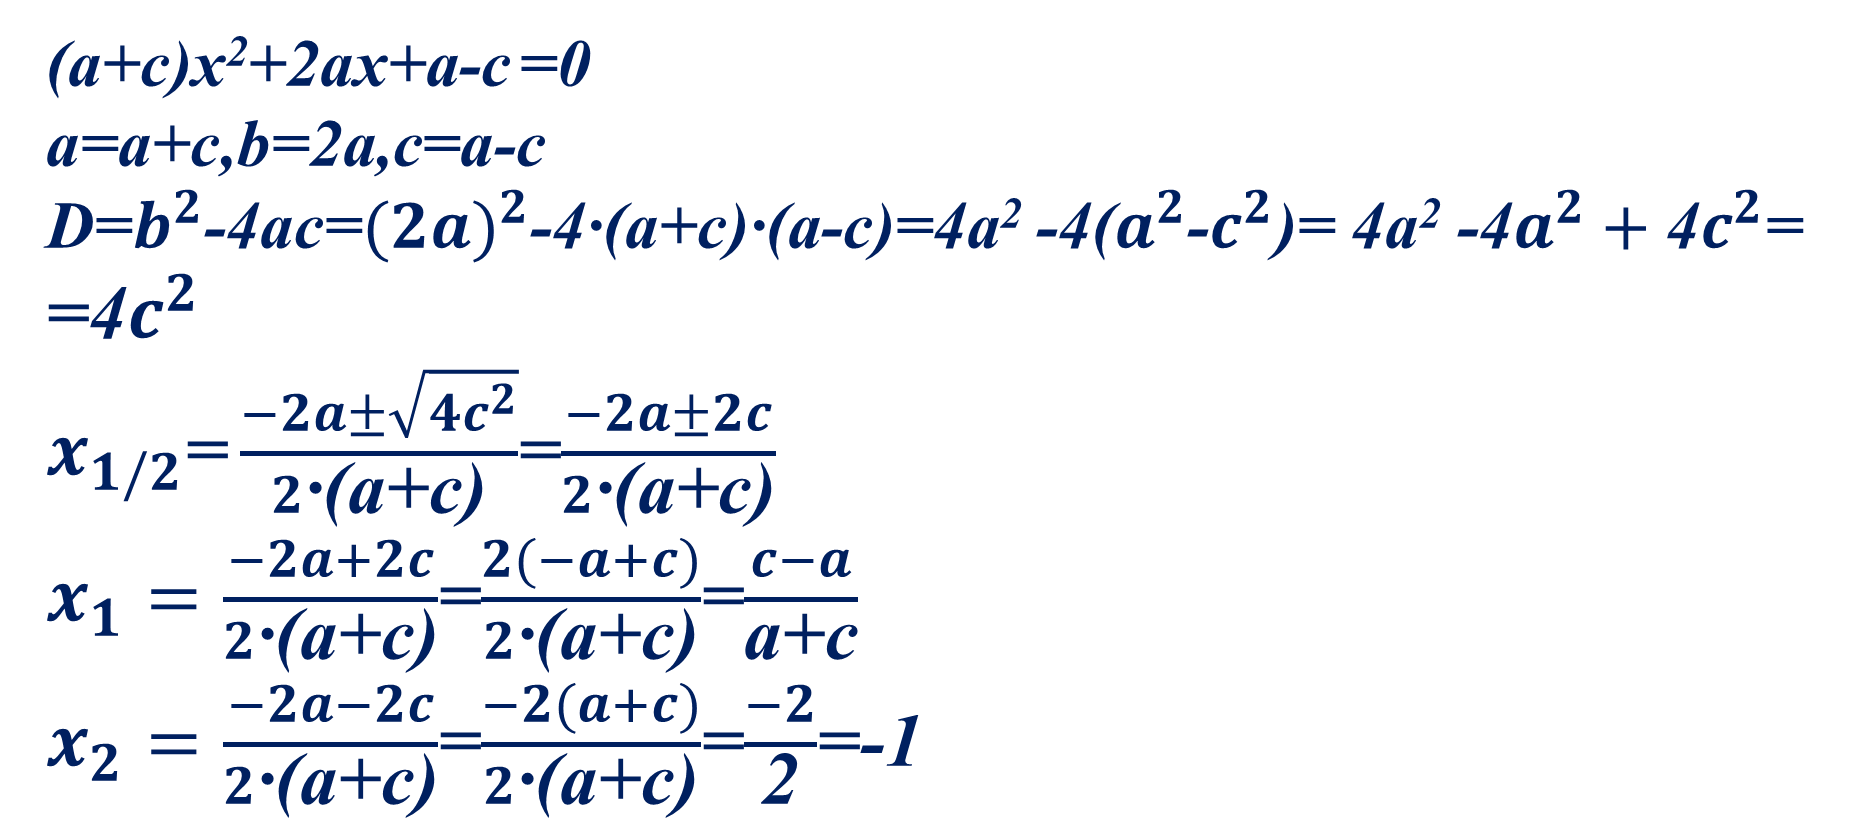 (a+c)x²+2ax+a-c=0
a=a+c,b=2a,c=a-c
D=b²-4ac=(2a)²-4·(a+c)·(a-c)=4a² -4(a²-c²)= 4a² -4a² + 4c²=
=4c²
x₁/₂=(−2a±√(4c²))/(2·(a+c))=(−2a±2c)/(2·(a+c))
x₁ = (−2a+2c)/(2·(a+c))=(2(−a+c))/(2·(a+c))=(c−a)/(a+c)
x₂ = (−2a−2c)/(2·(a+c))=(−2(a+c))/(2·(a+c))=(−2)/2=-1